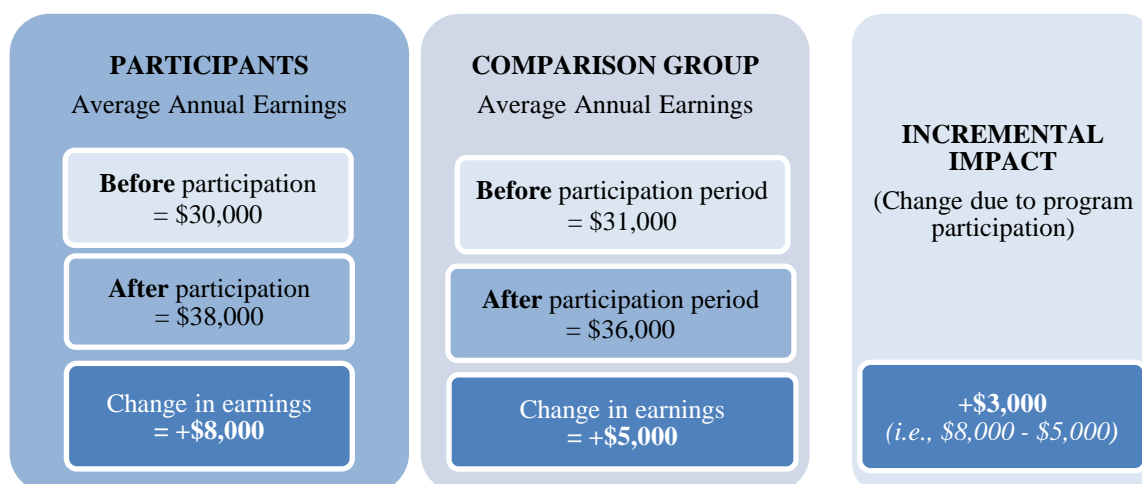 PARTICIPANTS
Average Annual Earnings
Before participation
= $30,000
After participation
= $38,000
Change in earnings
= +$8,000
COMPARISON GROUP
Average Annual Earnings
Before participation period
= $31,000
After participation period
= $36,000
Change in earnings
= +$5,000
INCREMENTAL
IMPACT
(Change due to program
participation)
+$3,000
(i.e., $8,000 - $5,000)